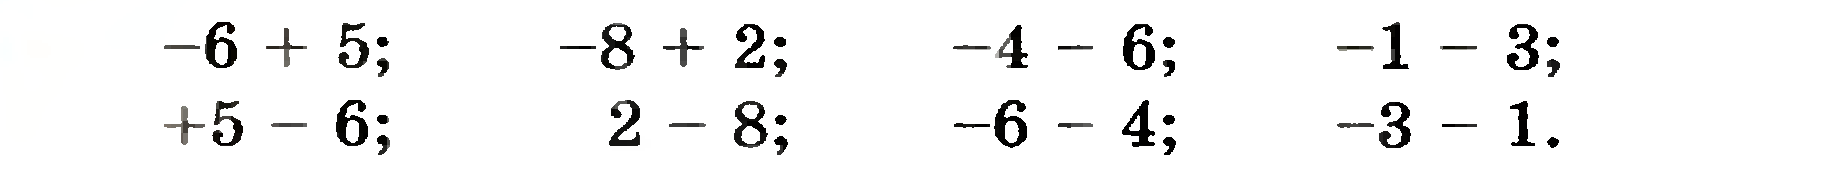 −6 + 5; −8 + 2; −4 − 6; −1 − 3;
+5 − 6; 2 − 8; −6 − 4; −3 − 1.